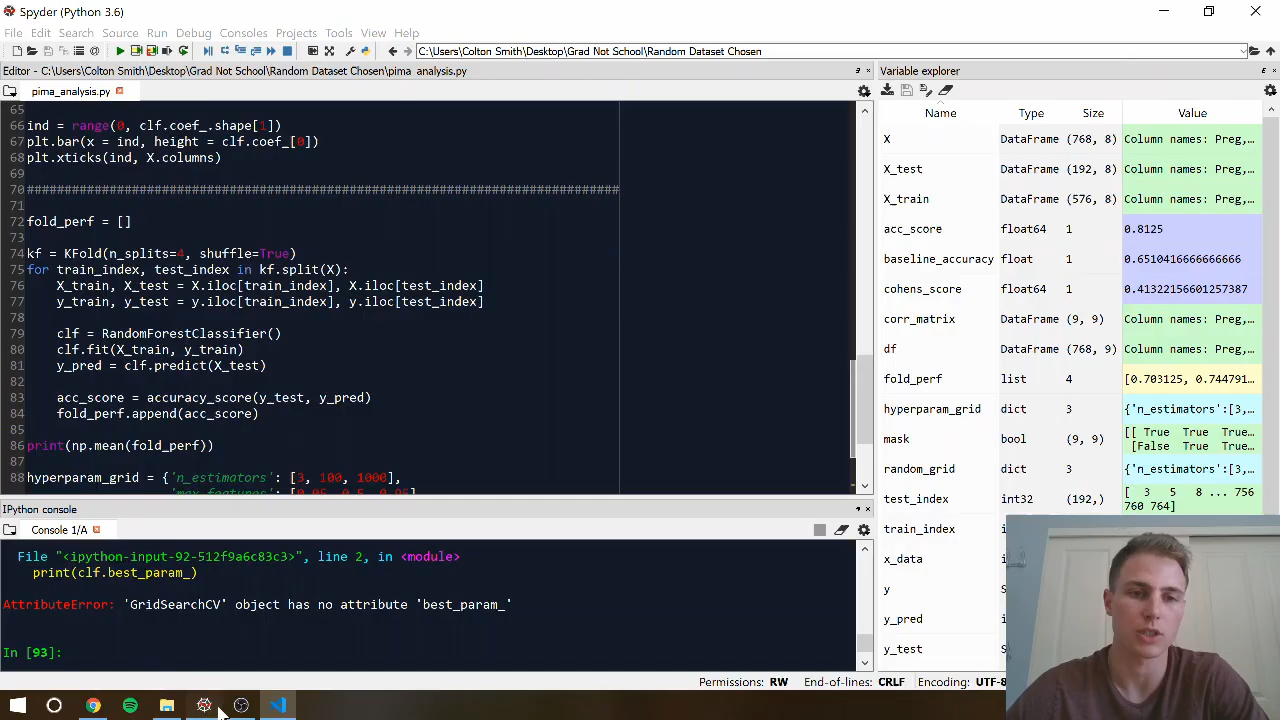 Spyder (Python 3.6)
File Edit Search Source Run Debug Consoles Projects Tools View Help
C:\Users\Colton Smith\Desktop\Grad Not School\Random Dataset Chosen
Editor - C:\Users\Colton Smith\Desktop\Grad Not School\Random Dataset Chosen\pima_analysis.py
pima_analysis.py
65
66 ind = range(0, clf.coef_.shape[1])
67 plt.bar(x = ind, height = clf.coef_[0])
68 plt.xticks(ind, X.columns)
69
70 ##############################################################################
71
72 fold_perf = []
73
74 kf = KFold(n_splits=4, shuffle=True)
75 for train_index, test_index in kf.split(X):
76 X_train, X_test = X.iloc[train_index], X.iloc[test_index]
77 y_train, y_test = y.iloc[train_index], y.iloc[test_index]
78
79 clf = RandomForestClassifier()
80 clf.fit(X_train, y_train)
81 y_pred = clf.predict(X_test)
82
83 acc_score = accuracy_score(y_test, y_pred)
84 fold_perf.append(acc_score)
85
86 print(np.mean(fold_perf))
87
88 hyperparam_grid = {'n_estimators': [3, 100, 1000],
'max_features': [0.05, 0.5, 0.95],
Variable explorer
Name Type Size Value
X DataFrame (768, 8) Column names: Preg,…
X_test DataFrame (192, 8) Column names: Preg,…
X_train DataFrame (576, 8) Column names: Preg,…
acc_score float64 1 0.8125
baseline_accuracy float 1 0.6510416666666666
cohens_score float64 1 0.41322156601257387
corr_matrix DataFrame (9, 9) Column names: Preg,…
df DataFrame (768, 9) Column names: Preg,…
fold_perf list 4 [0.703125, 0.744791…
hyperparam_grid dict 3 {'n_estimators':[3,…
mask bool (9, 9) [[ True True True…
[False True True…
random_grid dict 3 {'n_estimators':[3,…
test_index int32 (192,) [ 3 5 8 ... 756
760 764]
train_index
x_data
y
y_pred
y_test
IPython console
Console 1/A
File "<ipython-input-92-512f9a6c83c3>", line 2, in <module>
print(clf.best_param_)
AttributeError: 'GridSearchCV' object has no attribute 'best_param_'
In [93]:
Permissions: RW End-of-lines: CRLF Encoding: UTF-8